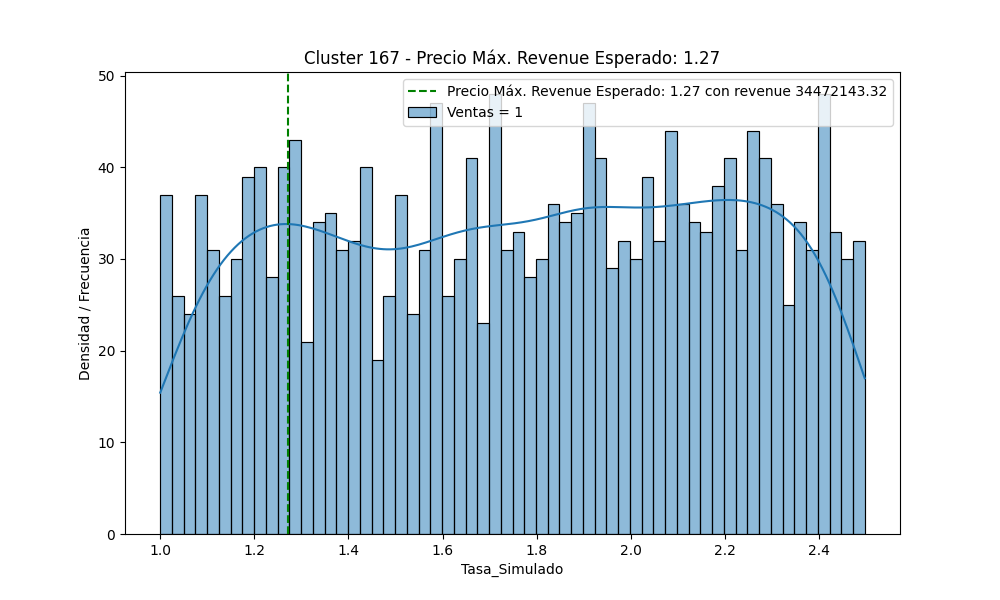 Cluster 167 - Precio Máx. Revenue Esperado: 1.27
Precio Máx. Revenue Esperado: 1.27 con revenue 34472143.32
Ventas = 1
Densidad / Frecuencia
50
40
30
20
10
0
1.0 1.2 1.4 1.6 1.8 2.0 2.2 2.4
Tasa_Simulado